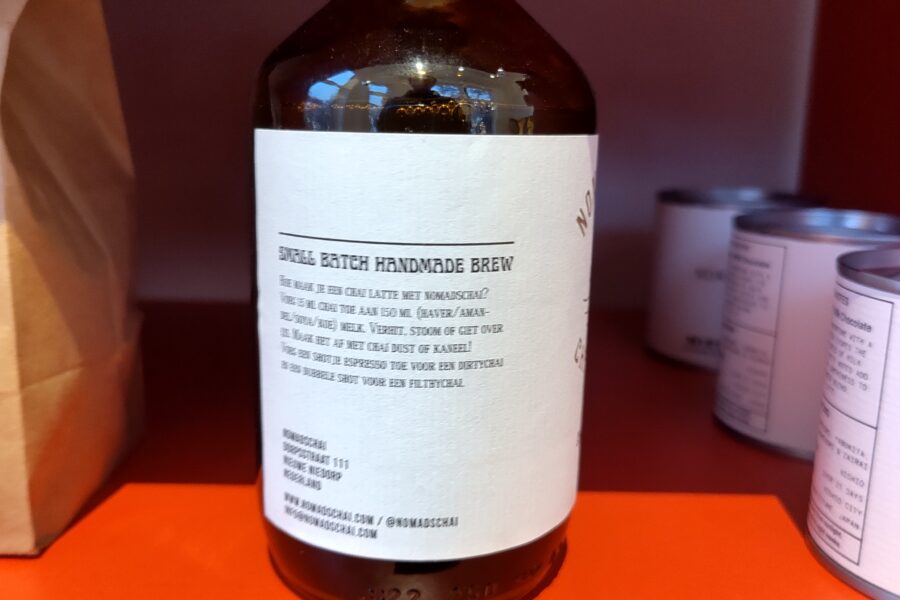 SMALL BATCH HANDMADE BREW
HOE MAAK JE EEN CHAI LATTE MET NOMADSCHAI?
VOEG 15 ML CHAI TOE AAN 150 ML (HAVER/AMAN-
DEL/SOYA/KOE) MELK. VERHIT, STOOM OF GIET OVER
IJS. MAAK HET AF MET CHAI DUST OF KANEEL!
VOEG EEN SHOTJE ESPRESSO TOE VOOR EEN DIRTYCHAI
EN EEN DUBBELE SHOT VOOR EEN FILTHYCHAI.
NOMADSCHAI
DORPSSTRAAT 111
NIEUWE NIEDORP
NEDERLAND
WWW.NOMADSCHAI.COM / @NOMADSCHAI
INFO@NOMADSCHAI.COM
Chocolate